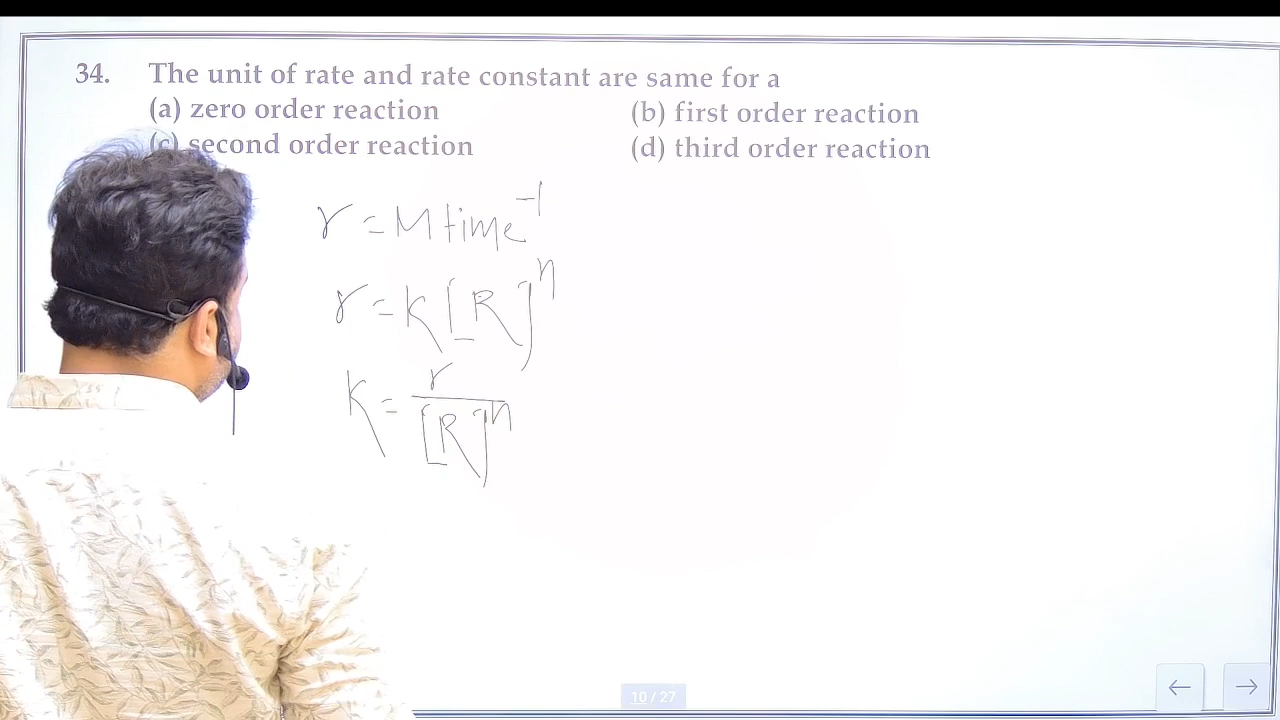 34. The unit of rate and rate constant are same for a
(a) zero order reaction (b) first order reaction
(c) second order reaction (d) third order reaction
r = M time⁻¹
r = K [R]ⁿ
K = r / [R]ⁿ
10 / 27